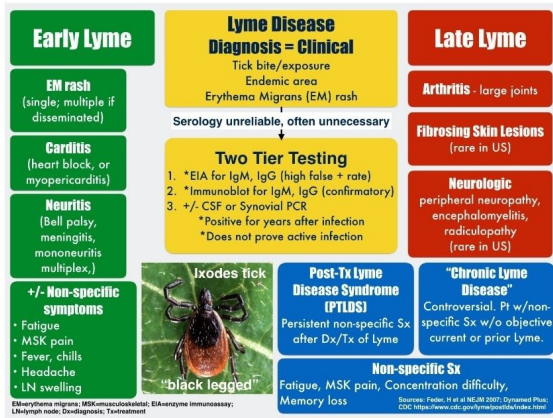 Early Lyme
EM rash
(single; multiple if
disseminated)
Carditis
(heart block, or
myopericarditis)
Neuritis
(Bell palsy,
meningitis,
mononeuritis
multiplex,)
+/- Non-specific
symptoms
• Fatigue
• MSK pain
• Fever, chills
• Headache
• LN swelling
Lyme Disease
Diagnosis = Clinical
Tick bite/exposure
Endemic area
Erythema Migrans (EM) rash
Serology unreliable, often unnecessary
Two Tier Testing
1. *EIA for IgM, IgG (high false + rate)
2. *Immunoblot for IgM, IgG (confirmatory)
3. +/- CSF or Synovial PCR
*Positive for years after infection
*Does not prove active infection
Late Lyme
Arthritis - large joints
Fibrosing Skin Lesions
(rare in US)
Neurologic
peripheral neuropathy,
encephalomyelitis,
radiculopathy
(rare in US)
Ixodes tick
"black legged"
Post-Tx Lyme
Disease Syndrome
(PTLDS)
Persistent non-specific Sx
after Dx/Tx of Lyme
"Chronic Lyme
Disease"
Controversial. Pt w/non-
specific Sx w/o objective
current or prior Lyme.
Non-specific Sx
Fatigue, MSK pain, Concentration difficulty,
Memory loss
EM=erythema migrans; MSK=musculoskeletal; EIA=enzyme immunoassay;
LN=lymph node; Dx=diagnosis; Tx=treatment
Sources: Feder, H et al NEJM 2007; Dynamed Plus;
CDC https://www.cdc.gov/lyme/postlds/index.html.